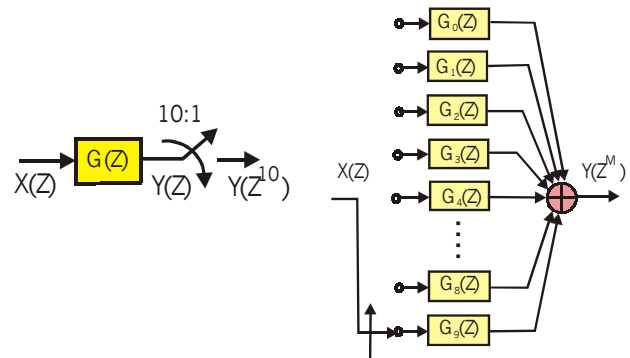 10:1
G(Z)
X(Z)
Y(Z)
Y(Z^10)
G₀(Z)
G₁(Z)
G₂(Z)
G₃(Z)
X(Z)
Y(Z^M)
G₄(Z)
G₈(Z)
G₉(Z)